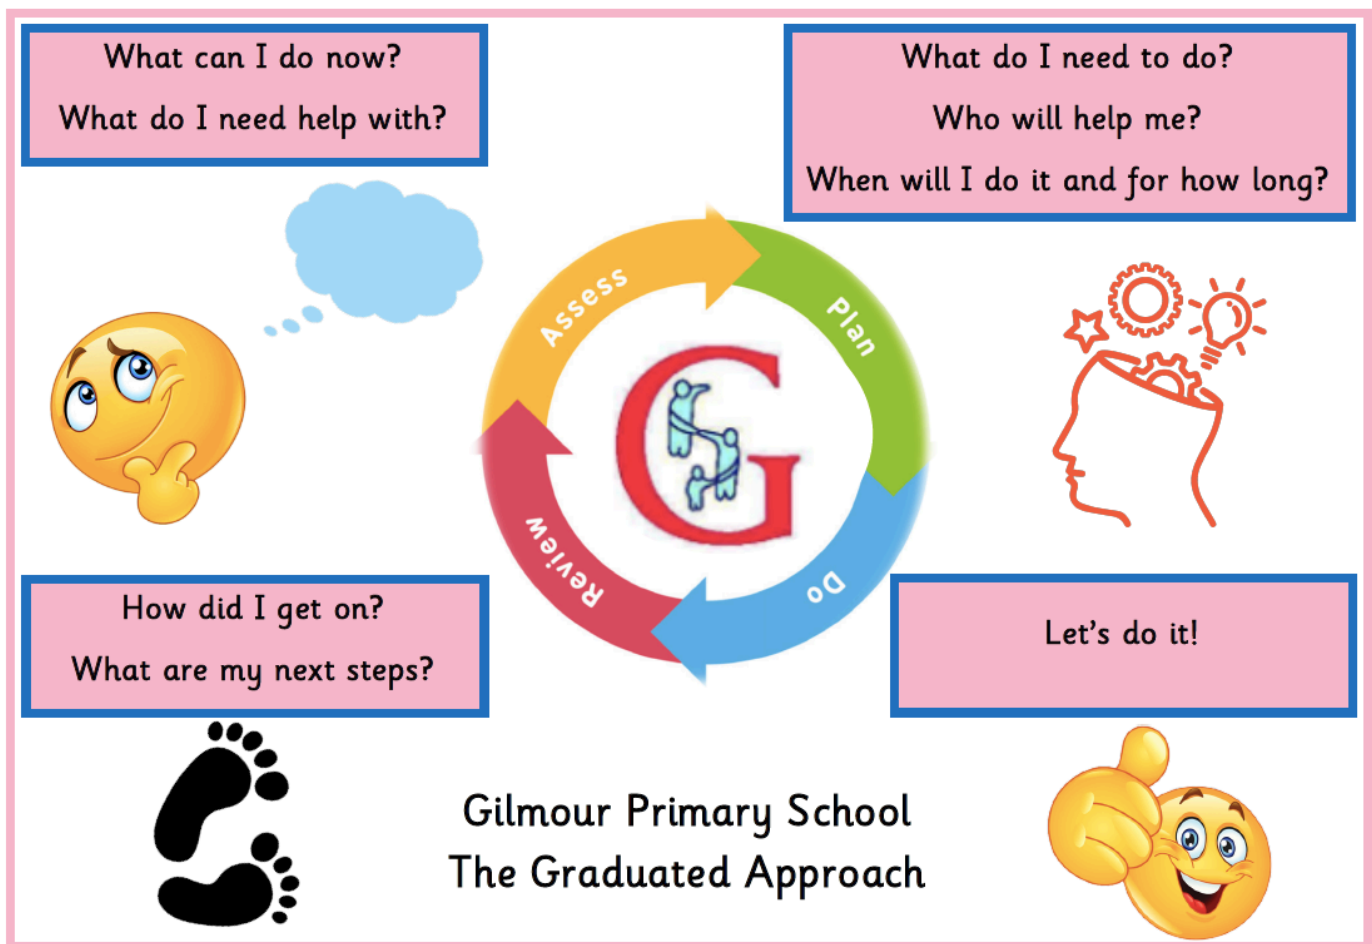 What can I do now?
What do I need help with?
What do I need to do?
Who will help me?
When will I do it and for how long?
Assess
Plan
Do
Review
G
How did I get on?
What are my next steps?
Let's do it!
Gilmour Primary School
The Graduated Approach